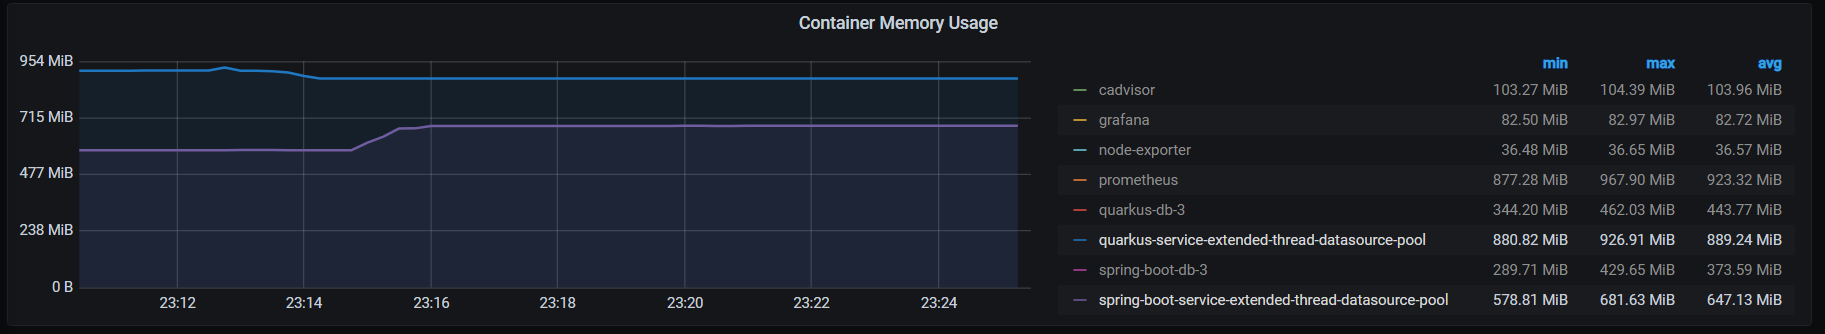 Container Memory Usage
954 MiB
715 MiB
477 MiB
238 MiB
0 B
23:12 23:14 23:16 23:18 23:20 23:22 23:24
min max avg
cadvisor 103.27 MiB 104.39 MiB 103.96 MiB
grafana 82.50 MiB 82.97 MiB 82.72 MiB
node-exporter 36.48 MiB 36.65 MiB 36.57 MiB
prometheus 877.28 MiB 967.90 MiB 923.32 MiB
quarkus-db-3 344.20 MiB 462.03 MiB 443.77 MiB
quarkus-service-extended-thread-datasource-pool 880.82 MiB 926.91 MiB 889.24 MiB
spring-boot-db-3 289.71 MiB 429.65 MiB 373.59 MiB
spring-boot-service-extended-thread-datasource-pool 578.81 MiB 681.63 MiB 647.13 MiB